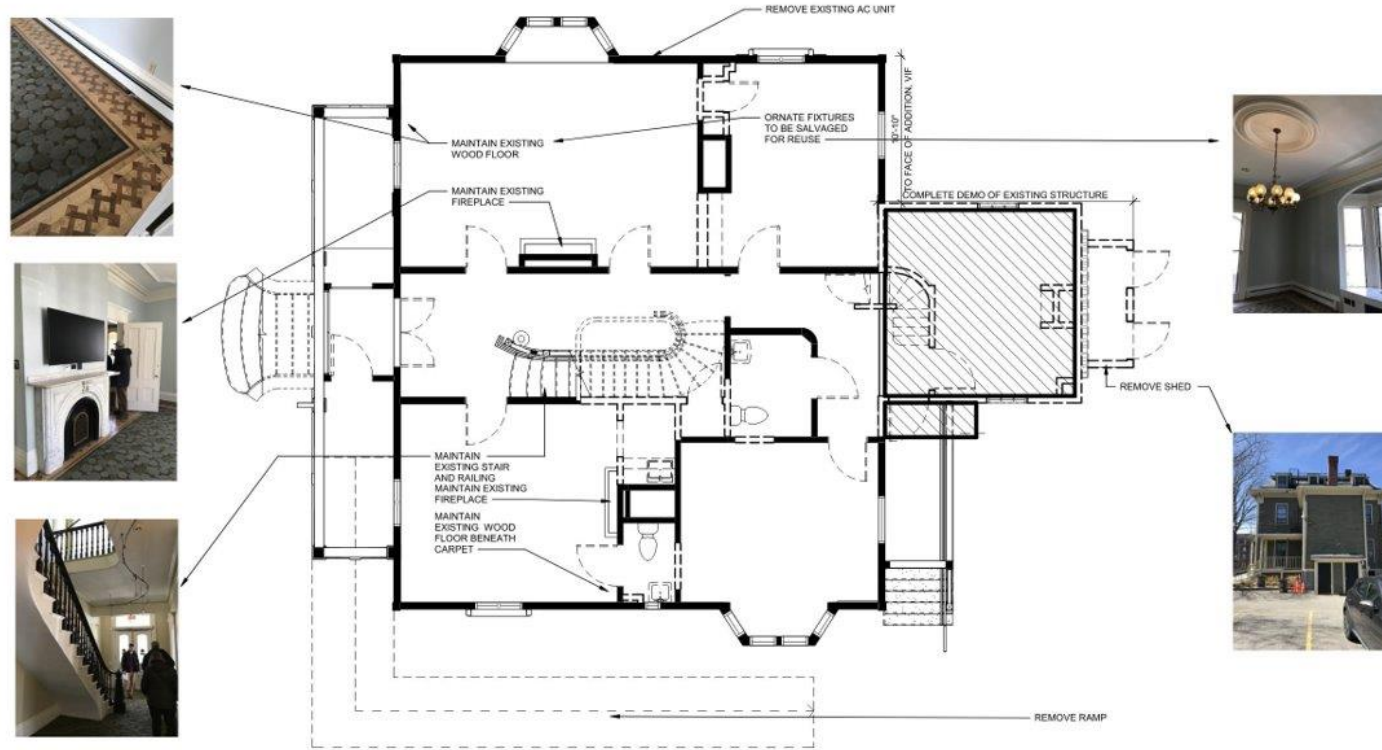 REMOVE EXISTING AC UNIT
MAINTAIN EXISTING
WOOD FLOOR
ORNATE FIXTURES
TO BE SALVAGED
FOR REUSE
10'-10"
TO FACE OF ADDITION, VIF
MAINTAIN EXISTING
FIREPLACE
COMPLETE DEMO OF EXISTING STRUCTURE
REMOVE SHED
MAINTAIN
EXISTING STAIR
AND RAILING
MAINTAIN EXISTING
FIREPLACE
MAINTAIN
EXISTING WOOD
FLOOR BENEATH
CARPET
REMOVE RAMP